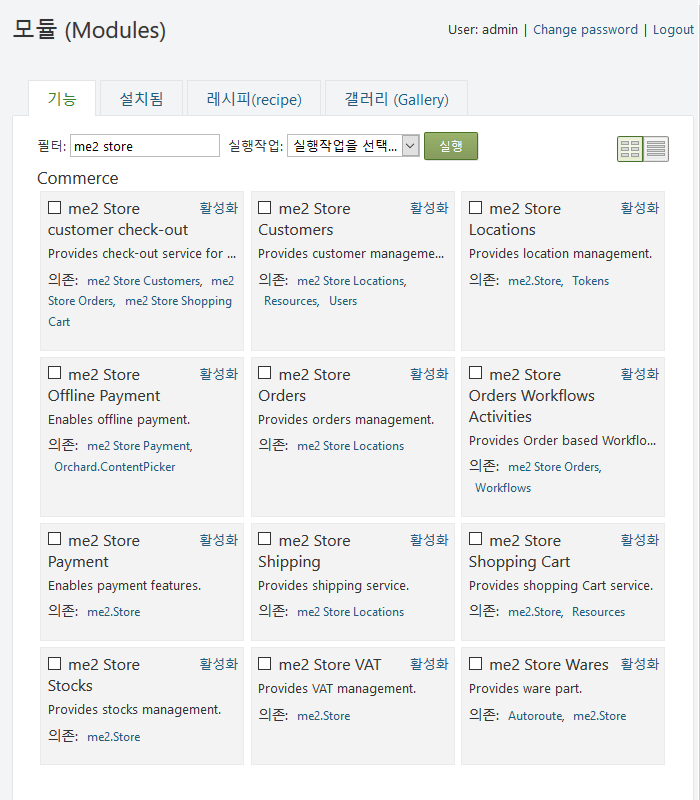 모듈 (Modules)
User: admin | Change password | Logout
기능 설치됨 레시피(recipe) 갤러리 (Gallery)
필터: me2 store 실행작업: 실행작업을 선택... 실행
Commerce
me2 Store 활성화
customer check-out
Provides check-out service for ...
의존: me2 Store Customers, me2
Store Orders, me2 Store Shopping
Cart
me2 Store 활성화
Customers
Provides customer manageme...
의존: me2 Store Locations,
Resources, Users
me2 Store 활성화
Locations
Provides location management.
의존: me2.Store, Tokens
me2 Store 활성화
Offline Payment
Enables offline payment.
의존: me2 Store Payment,
Orchard.ContentPicker
me2 Store 활성화
Orders
Provides orders management.
의존: me2 Store Locations
me2 Store 활성화
Orders Workflows
Activities
Provides Order based Workflo...
의존: me2 Store Orders,
Workflows
me2 Store 활성화
Payment
Enables payment features.
의존: me2.Store
me2 Store 활성화
Shipping
Provides shipping service.
의존: me2 Store Locations
me2 Store 활성화
Shopping Cart
Provides shopping Cart service.
의존: me2.Store, Resources
me2 Store 활성화
Stocks
Provides stocks management.
의존: me2.Store
me2 Store VAT 활성화
Provides VAT management.
의존: me2.Store
me2 Store Wares 활성화
Provides ware part.
의존: Autoroute, me2.Store